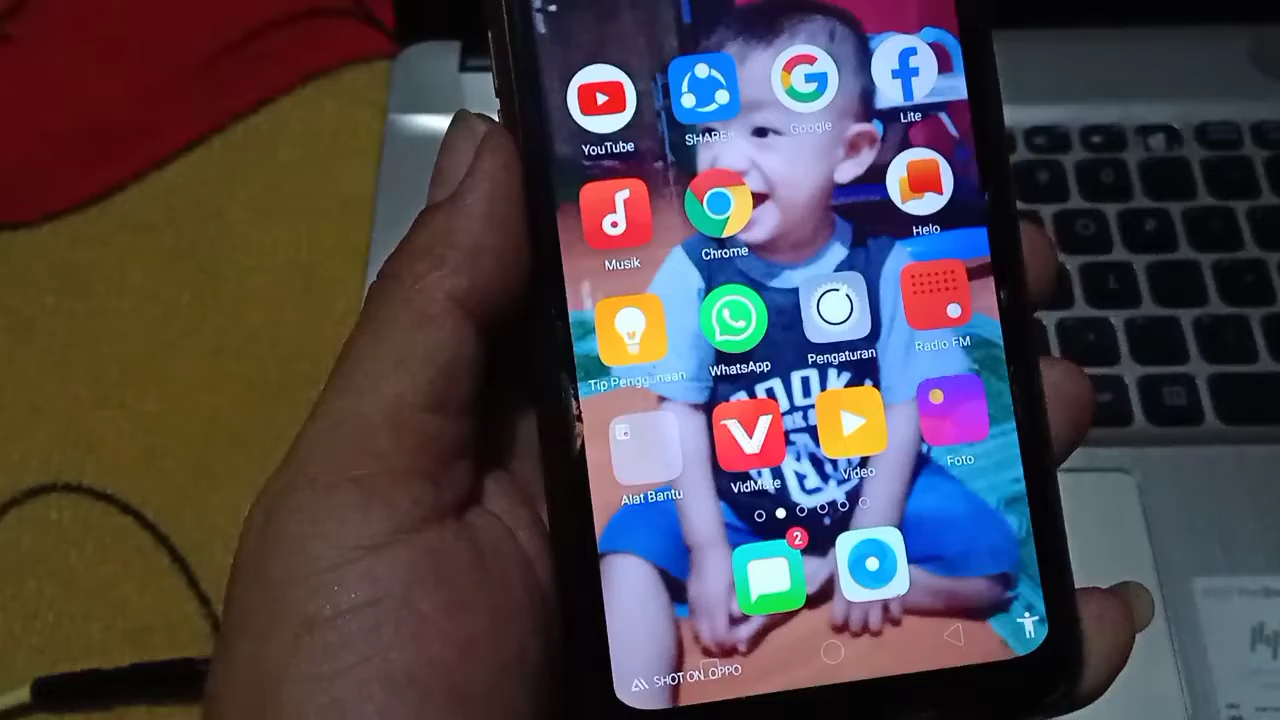 YouTube
SHAREit
Google
Lite
Musik
Chrome
Helo
Tip Penggunaan
WhatsApp
Pengaturan
Radio FM
Alat Bantu
VidMate
Video
Foto
2
SHOT ON OPPO